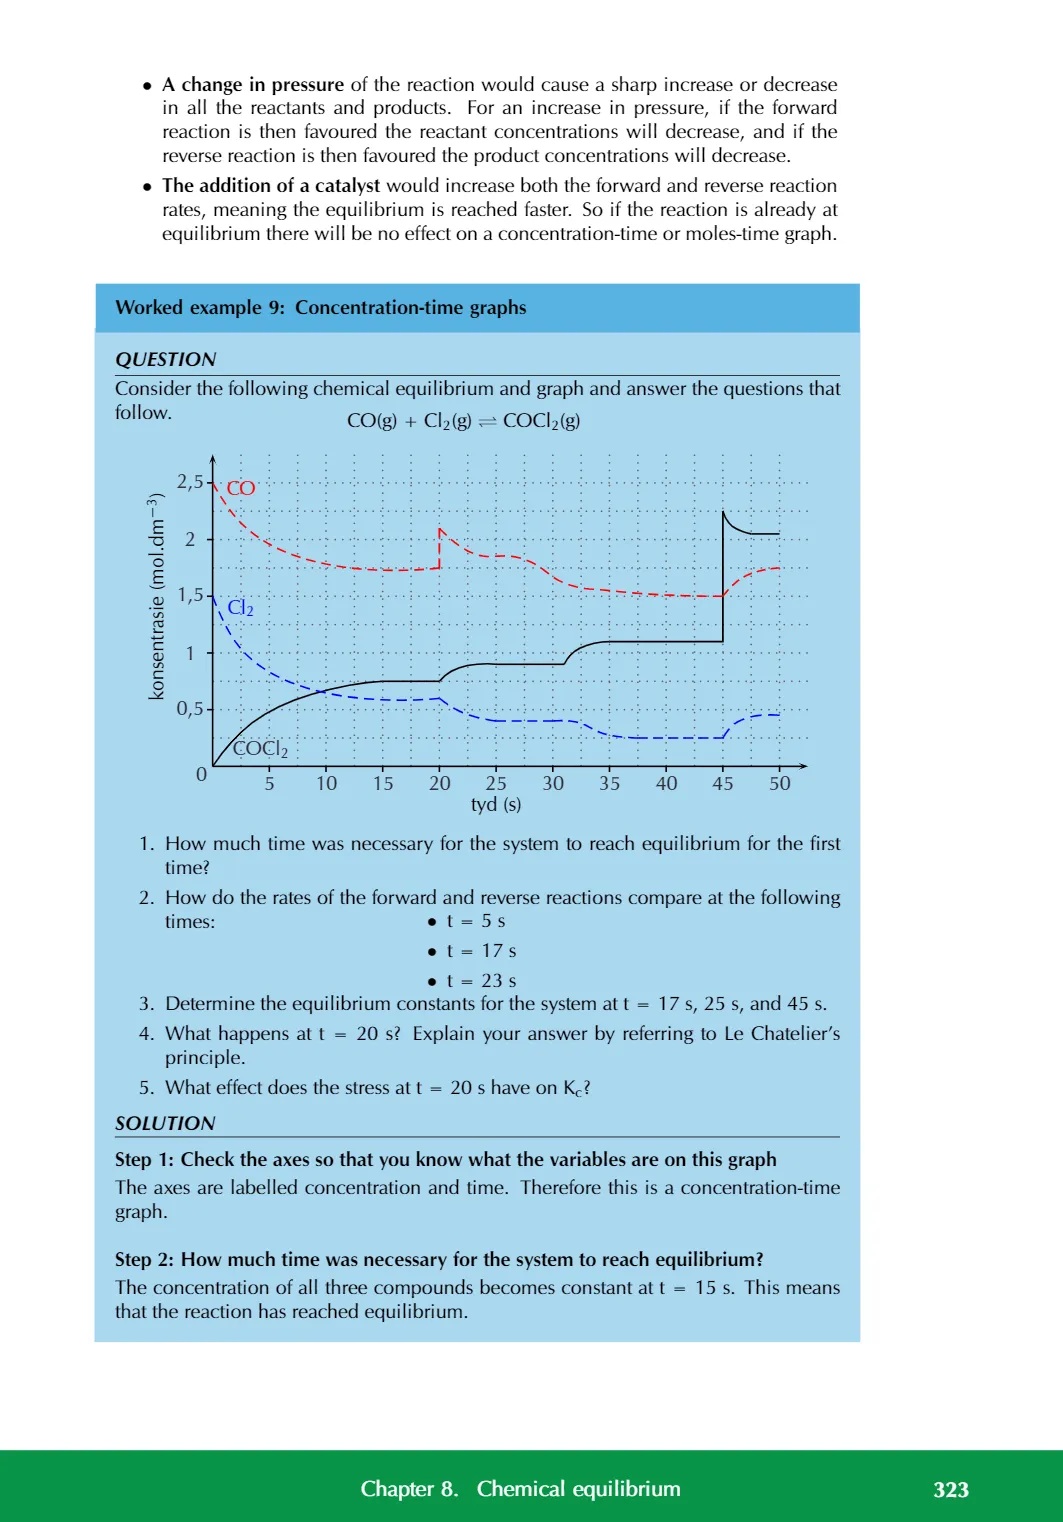 • A change in pressure of the reaction would cause a sharp increase or decrease
in all the reactants and products. For an increase in pressure, if the forward
reaction is then favoured the reactant concentrations will decrease, and if the
reverse reaction is then favoured the product concentrations will decrease.
• The addition of a catalyst would increase both the forward and reverse reaction
rates, meaning the equilibrium is reached faster. So if the reaction is already at
equilibrium there will be no effect on a concentration-time or moles-time graph.
Worked example 9: Concentration-time graphs
QUESTION
Consider the following chemical equilibrium and graph and answer the questions that
follow.
CO(g) + Cl₂(g) ⇌ COCl₂(g)
konsentrasie (mol.dm⁻³)
2,5
2
1,5
1
0,5
0
CO
Cl₂
COCl₂
5 10 15 20 25 30 35 40 45 50
tyd (s)
1. How much time was necessary for the system to reach equilibrium for the first
time?
2. How do the rates of the forward and reverse reactions compare at the following
times:
• t = 5 s
• t = 17 s
• t = 23 s
3. Determine the equilibrium constants for the system at t = 17 s, 25 s, and 45 s.
4. What happens at t = 20 s? Explain your answer by referring to Le Chatelier’s
principle.
5. What effect does the stress at t = 20 s have on K_c?
SOLUTION
Step 1: Check the axes so that you know what the variables are on this graph
The axes are labelled concentration and time. Therefore this is a concentration-time
graph.
Step 2: How much time was necessary for the system to reach equilibrium?
The concentration of all three compounds becomes constant at t = 15 s. This means
that the reaction has reached equilibrium.
Chapter 8. Chemical equilibrium 323